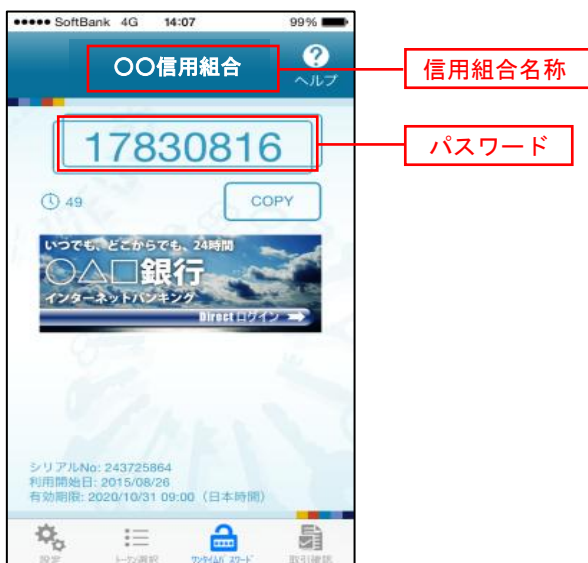 SoftBank 4G 14:07 99%
〇〇信用組合
ヘルプ
信用組合名称
17830816
パスワード
49
COPY
いつでも、どこからでも、24時間
○△□銀行
インターネットバンキング
Direct ログイン
シリアルNo: 243725864
利用開始日: 2015/08/26
有効期限: 2020/10/31 09:00（日本時間）
設定 トークン選択 ワンタイムパスワード 取引確認